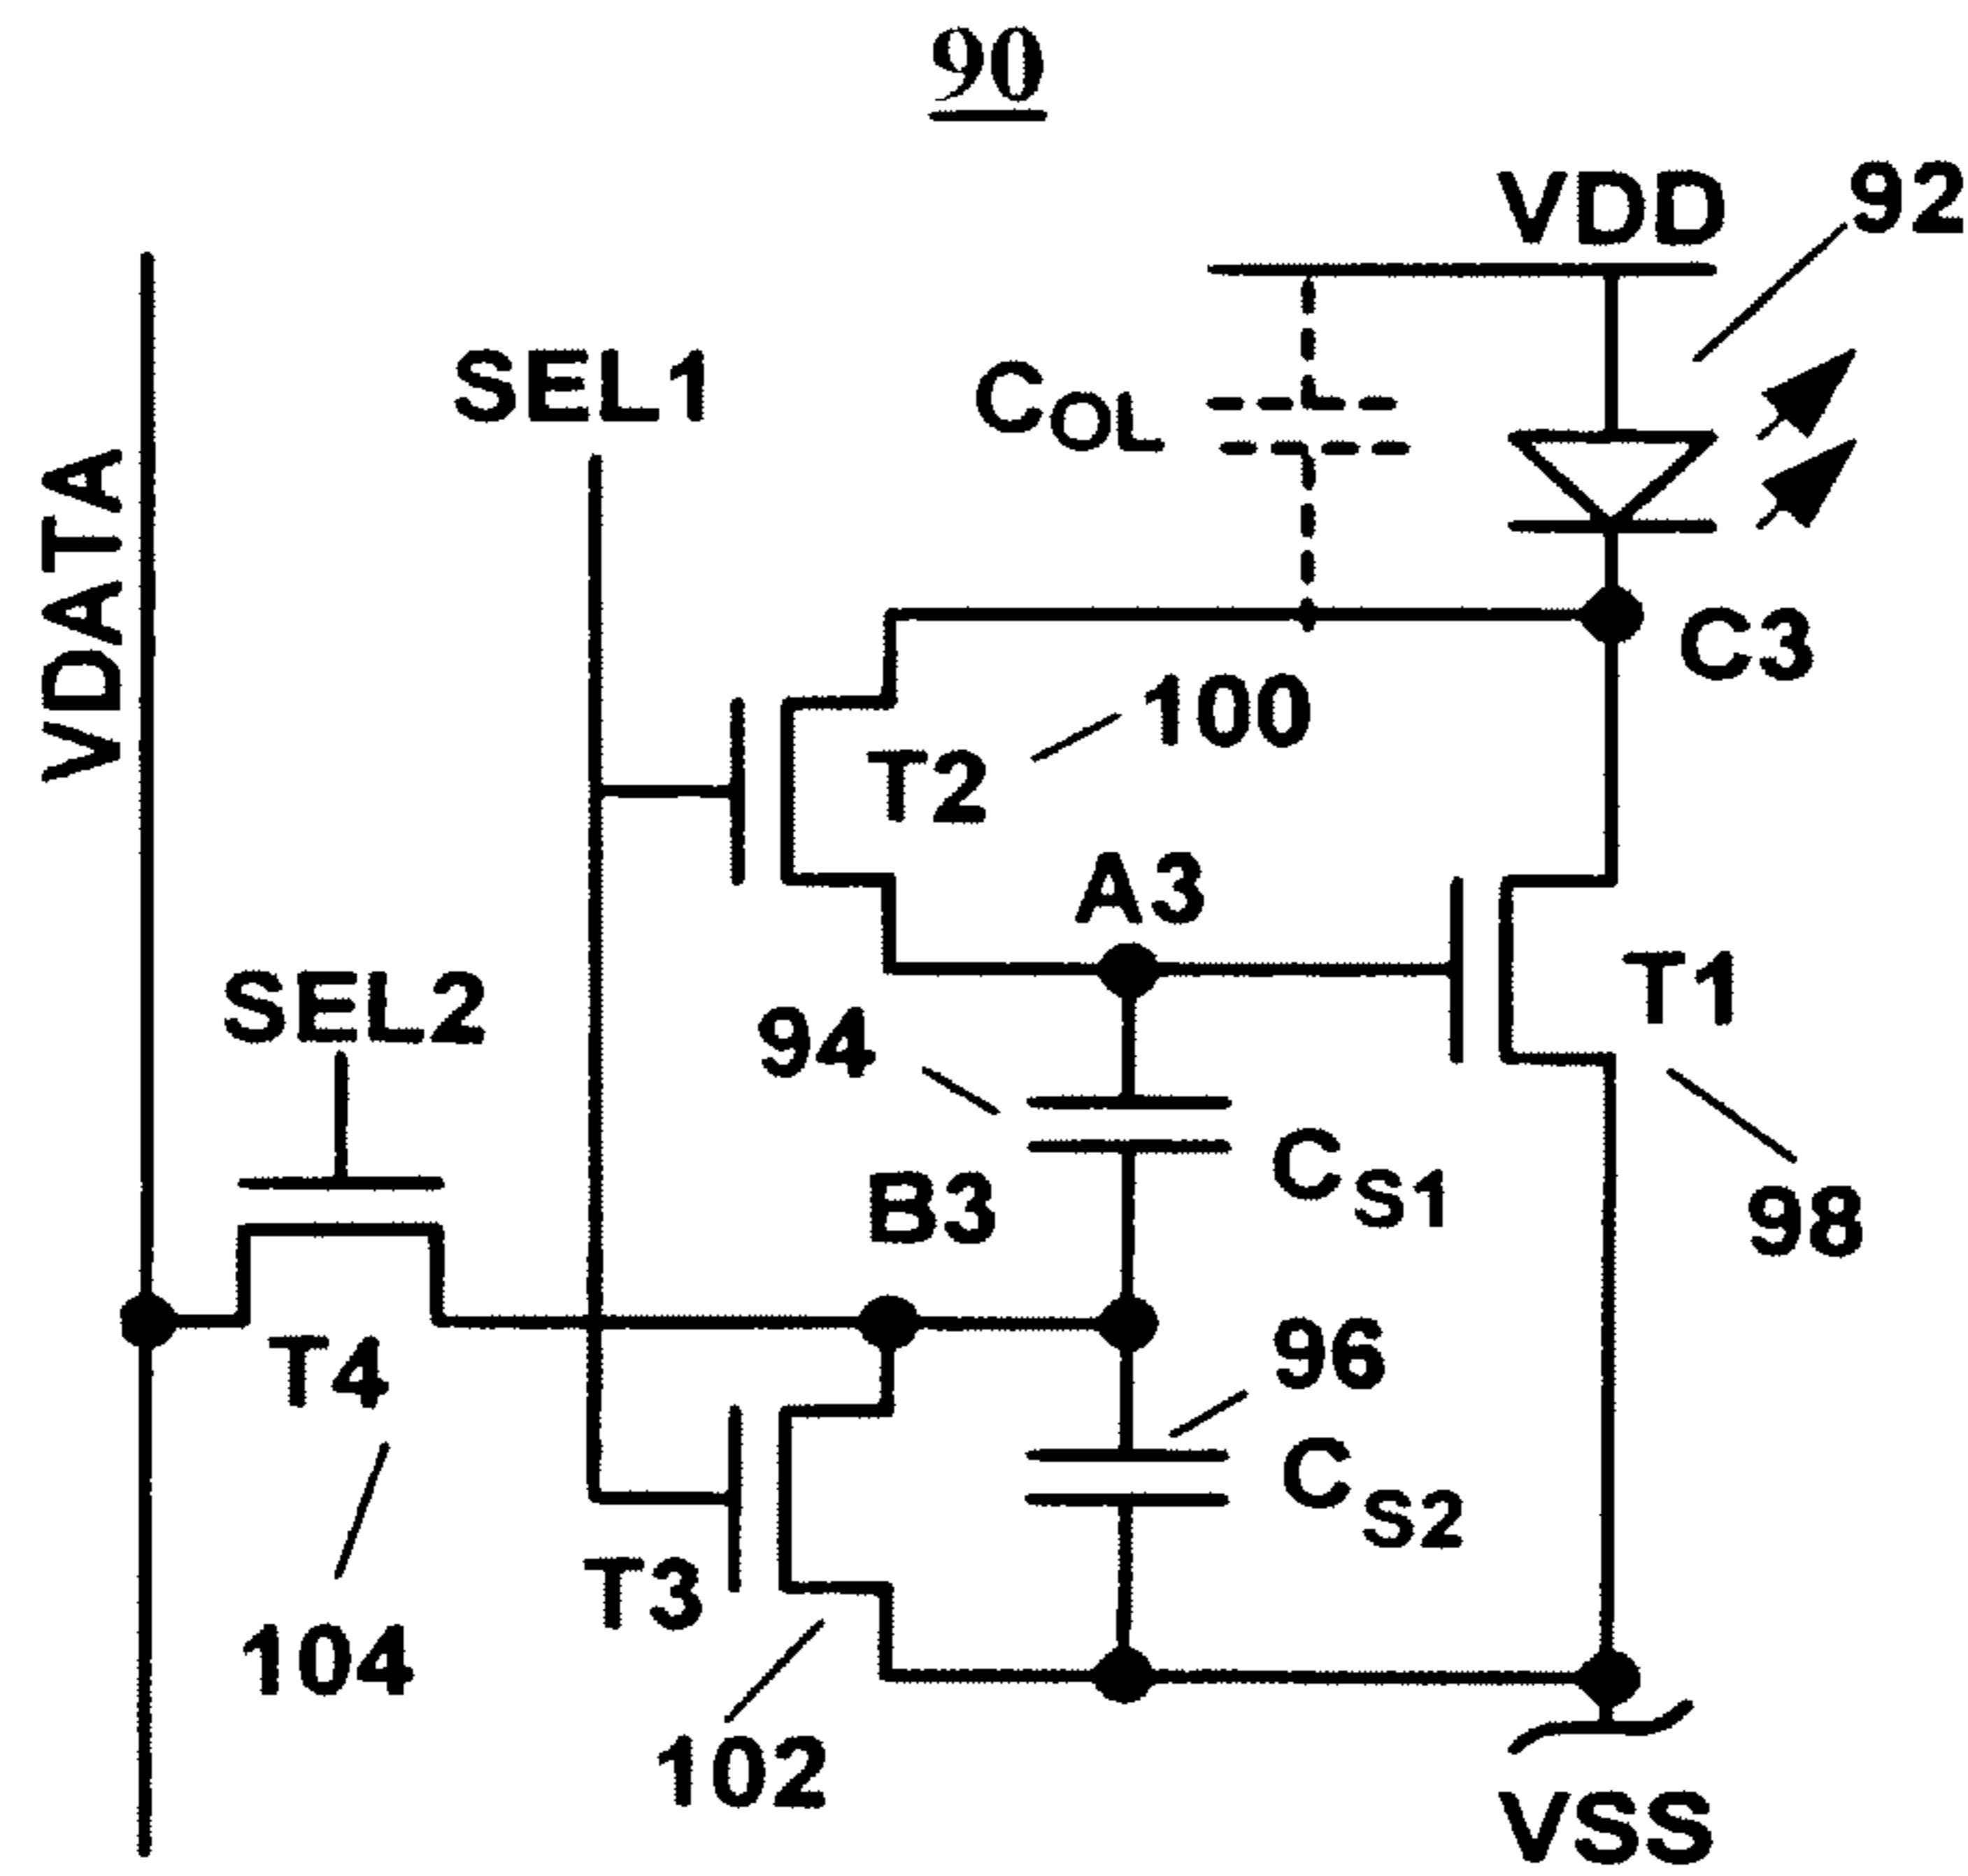 90
VDD
92
SEL1
COL
VDATA
C3
100
T2
A3
T1
SEL2
94
CS1
B3
98
96
T4
CS2
T3
104
102
VSS